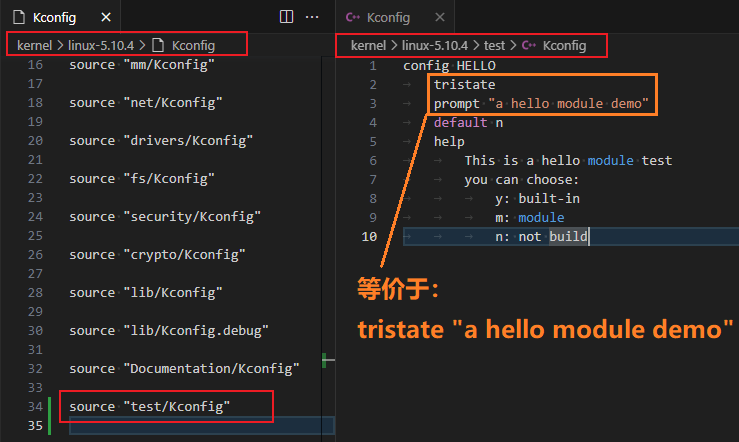 Kconfig
kernel > linux-5.10.4 > Kconfig
16 source "mm/Kconfig"
17
18 source "net/Kconfig"
19
20 source "drivers/Kconfig"
21
22 source "fs/Kconfig"
23
24 source "security/Kconfig"
25
26 source "crypto/Kconfig"
27
28 source "lib/Kconfig"
29
30 source "lib/Kconfig.debug"
31
32 source "Documentation/Kconfig"
33
34 source "test/Kconfig"
35
Kconfig
kernel > linux-5.10.4 > test > Kconfig
1 config HELLO
2 tristate
3 prompt "a hello module demo"
4 default n
5 help
6 This is a hello module test
7 you can choose:
8 y: built-in
9 m: module
10 n: not build
等价于：
tristate "a hello module demo"